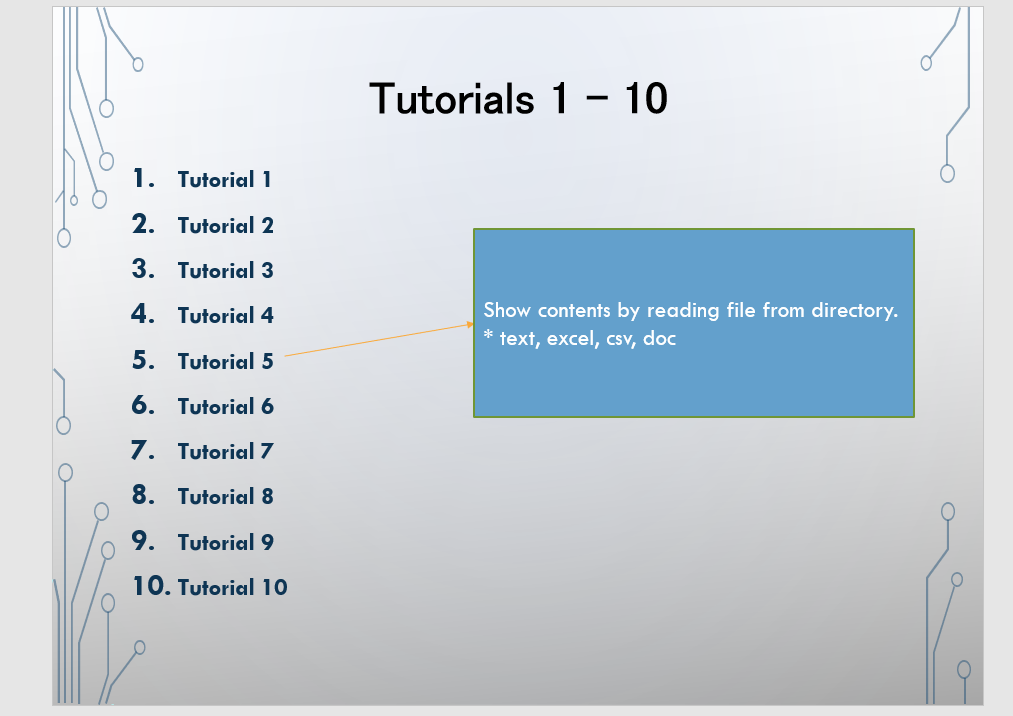 Tutorials 1 – 10
1. Tutorial 1
2. Tutorial 2
3. Tutorial 3
4. Tutorial 4
5. Tutorial 5
6. Tutorial 6
7. Tutorial 7
8. Tutorial 8
9. Tutorial 9
10. Tutorial 10
Show contents by reading file from directory.
* text, excel, csv, doc